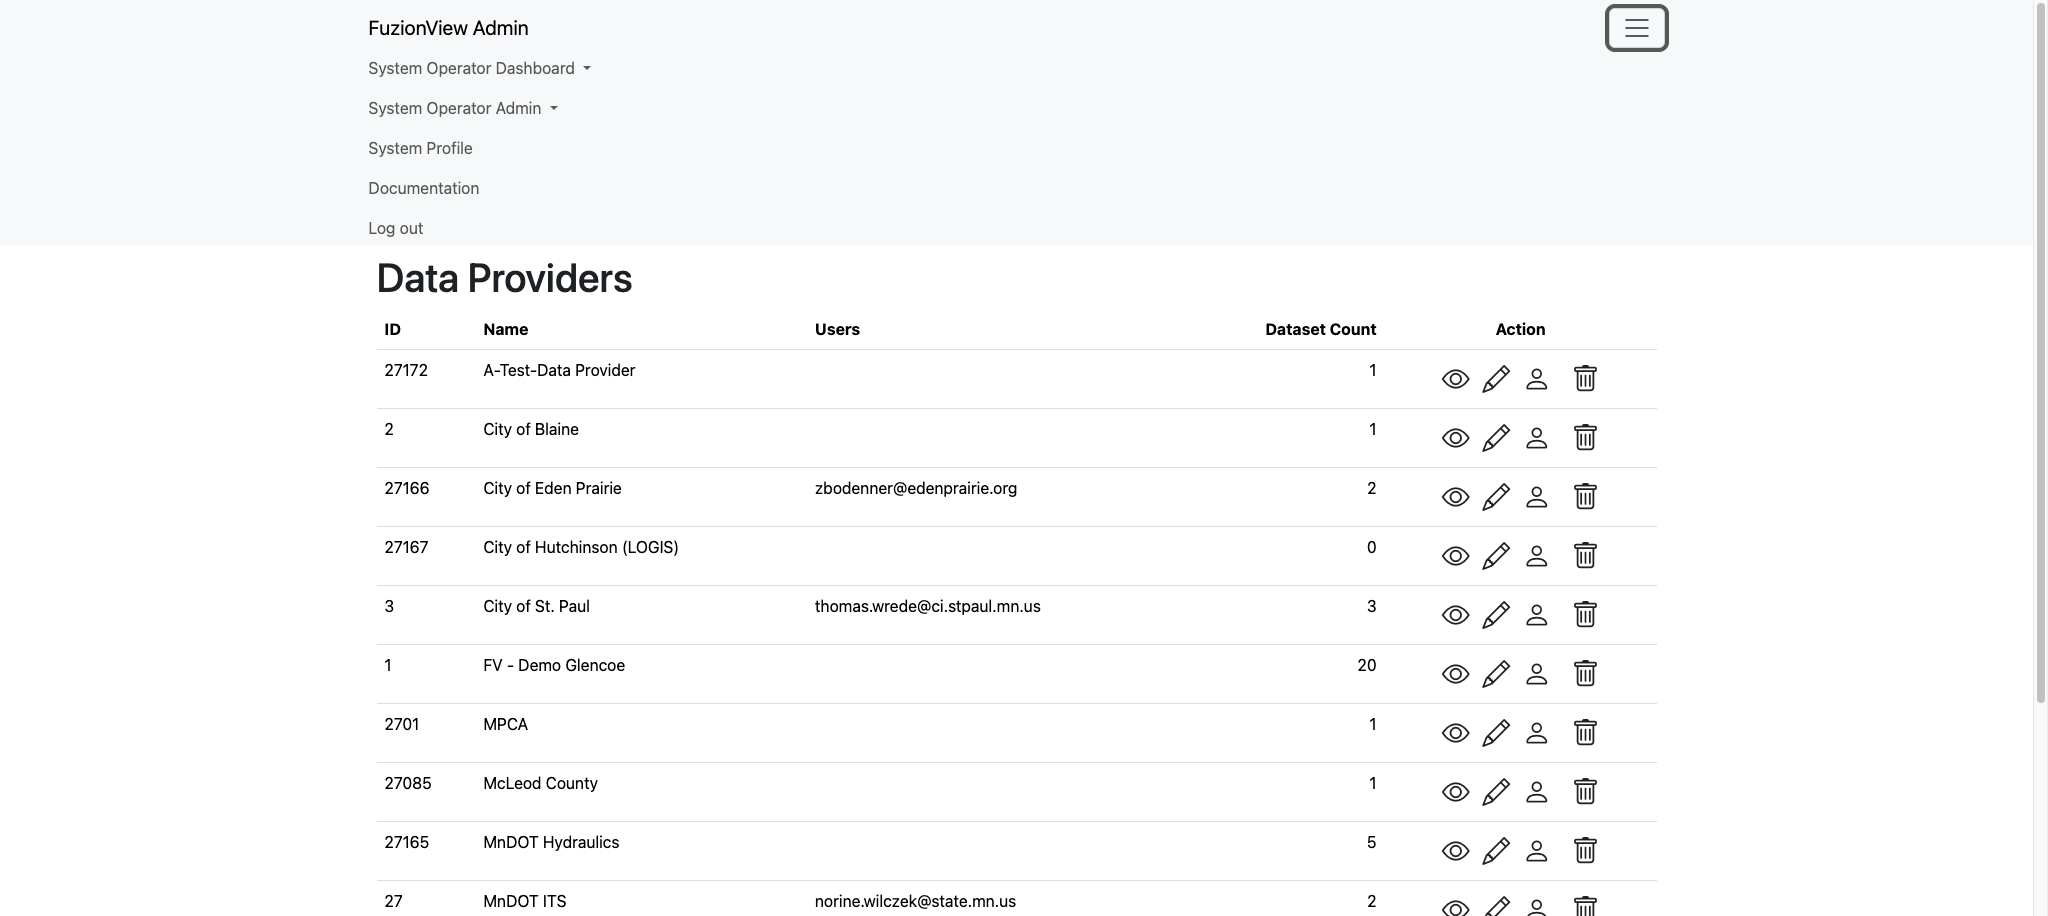 FuzionView Admin
System Operator Dashboard
System Operator Admin
System Profile
Documentation
Log out
Data Providers
ID Name Users Dataset Count Action
27172 A-Test-Data Provider 1
2 City of Blaine 1
27166 City of Eden Prairie zbodenner@edenprairie.org 2
27167 City of Hutchinson (LOGIS) 0
3 City of St. Paul thomas.wrede@ci.stpaul.mn.us 3
1 FV - Demo Glencoe 20
2701 MPCA 1
27085 McLeod County 1
27165 MnDOT Hydraulics 5
27 MnDOT ITS norine.wilczek@state.mn.us 2